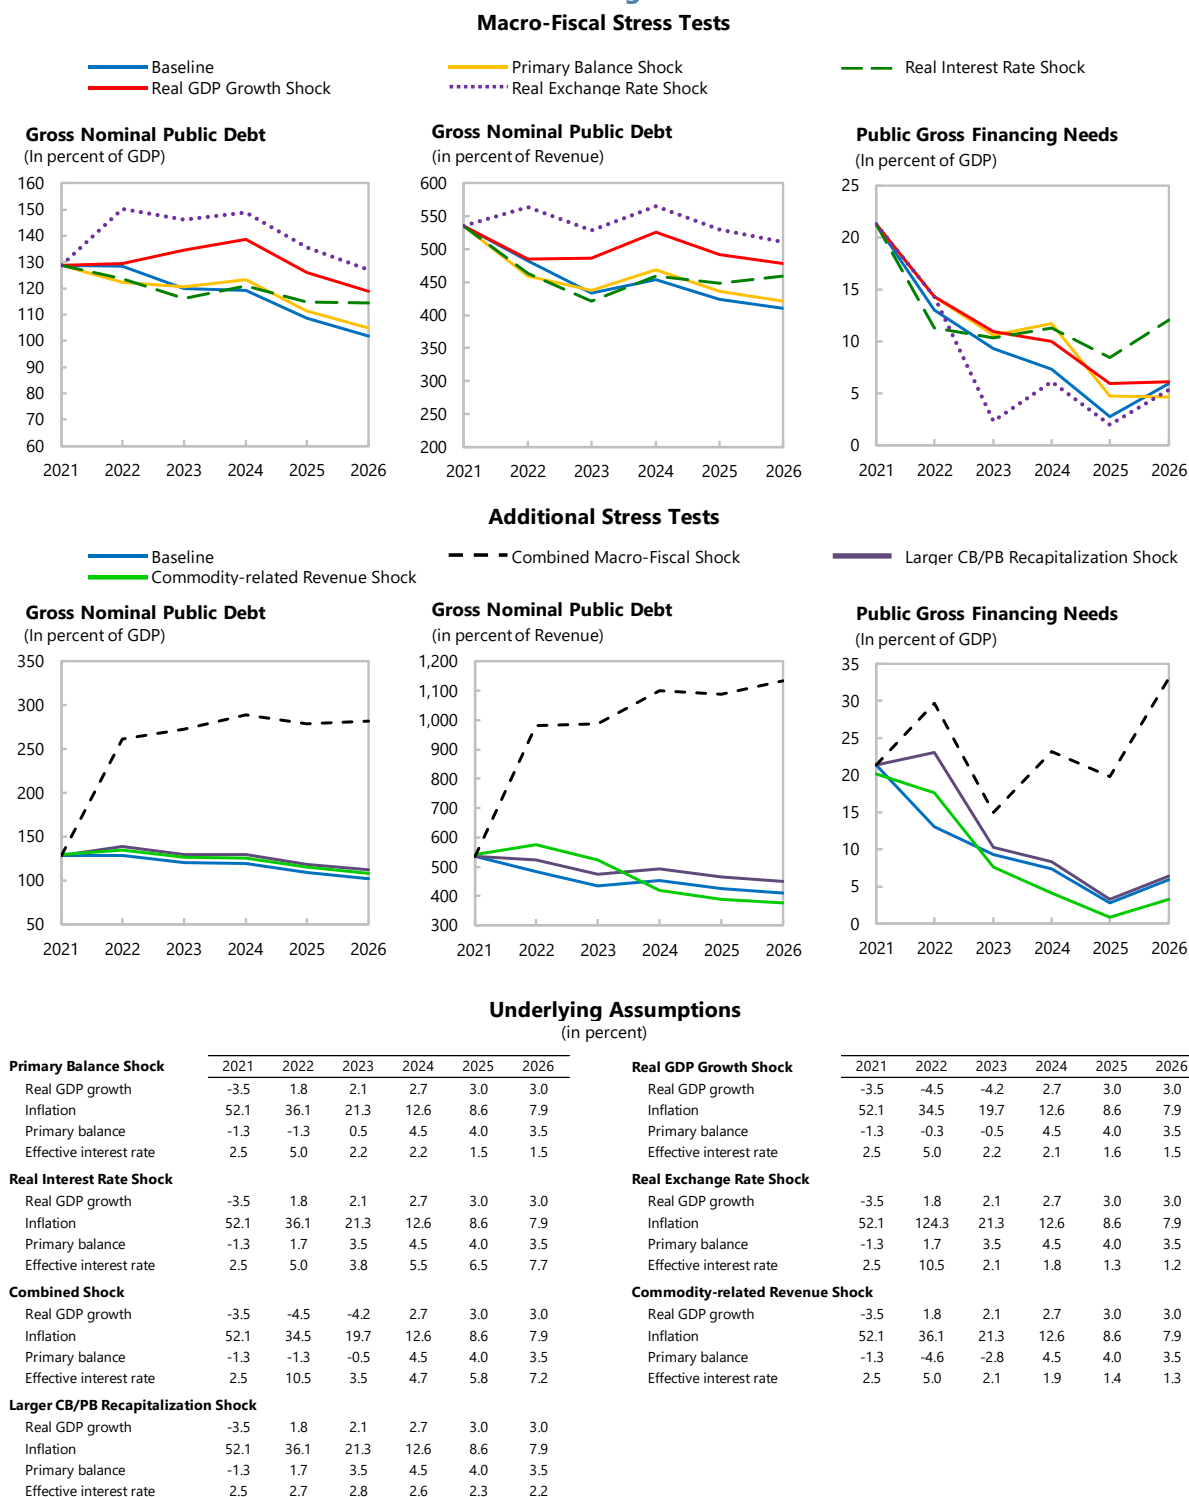 Macro-Fiscal Stress Tests
Baseline
Primary Balance Shock
Real Interest Rate Shock
Real GDP Growth Shock
Real Exchange Rate Shock
Gross Nominal Public Debt
(In percent of GDP)
160
150
140
130
120
110
100
90
80
70
60
2021 2022 2023 2024 2025 2026
Gross Nominal Public Debt
(in percent of Revenue)
600
550
500
450
400
350
300
250
200
2021 2022 2023 2024 2025 2026
Public Gross Financing Needs
(In percent of GDP)
25
20
15
10
5
0
2021 2022 2023 2024 2025 2026
Additional Stress Tests
Baseline
Combined Macro-Fiscal Shock
Larger CB/PB Recapitalization Shock
Commodity-related Revenue Shock
Gross Nominal Public Debt
(In percent of GDP)
350
300
250
200
150
100
50
2021 2022 2023 2024 2025 2026
Gross Nominal Public Debt
(in percent of Revenue)
1,200
1,100
1,000
900
800
700
600
500
400
300
2021 2022 2023 2024 2025 2026
Public Gross Financing Needs
(In percent of GDP)
35
30
25
20
15
10
5
0
2021 2022 2023 2024 2025 2026
Underlying Assumptions
(in percent)
Primary Balance Shock 2021 2022 2023 2024 2025 2026
Real GDP growth -3.5 1.8 2.1 2.7 3.0 3.0
Inflation 52.1 36.1 21.3 12.6 8.6 7.9
Primary balance -1.3 -1.3 0.5 4.5 4.0 3.5
Effective interest rate 2.5 5.0 2.2 2.2 1.5 1.5
Real Interest Rate Shock
Real GDP growth -3.5 1.8 2.1 2.7 3.0 3.0
Inflation 52.1 36.1 21.3 12.6 8.6 7.9
Primary balance -1.3 1.7 3.5 4.5 4.0 3.5
Effective interest rate 2.5 5.0 3.8 5.5 6.5 7.7
Combined Shock
Real GDP growth -3.5 -4.5 -4.2 2.7 3.0 3.0
Inflation 52.1 34.5 19.7 12.6 8.6 7.9
Primary balance -1.3 -1.3 -0.5 4.5 4.0 3.5
Effective interest rate 2.5 10.5 3.5 4.7 5.8 7.2
Larger CB/PB Recapitalization Shock
Real GDP growth -3.5 1.8 2.1 2.7 3.0 3.0
Inflation 52.1 36.1 21.3 12.6 8.6 7.9
Primary balance -1.3 1.7 3.5 4.5 4.0 3.5
Effective interest rate 2.5 2.7 2.8 2.6 2.3 2.2
Real GDP Growth Shock 2021 2022 2023 2024 2025 2026
Real GDP growth -3.5 -4.5 -4.2 2.7 3.0 3.0
Inflation 52.1 34.5 19.7 12.6 8.6 7.9
Primary balance -1.3 -0.3 -0.5 4.5 4.0 3.5
Effective interest rate 2.5 5.0 2.2 2.1 1.6 1.5
Real Exchange Rate Shock
Real GDP growth -3.5 1.8 2.1 2.7 3.0 3.0
Inflation 52.1 124.3 21.3 12.6 8.6 7.9
Primary balance -1.3 1.7 3.5 4.5 4.0 3.5
Effective interest rate 2.5 10.5 2.1 1.8 1.3 1.2
Commodity-related Revenue Shock
Real GDP growth -3.5 1.8 2.1 2.7 3.0 3.0
Inflation 52.1 36.1 21.3 12.6 8.6 7.9
Primary balance -1.3 -4.6 -2.8 4.5 4.0 3.5
Effective interest rate 2.5 5.0 2.1 1.9 1.4 1.3